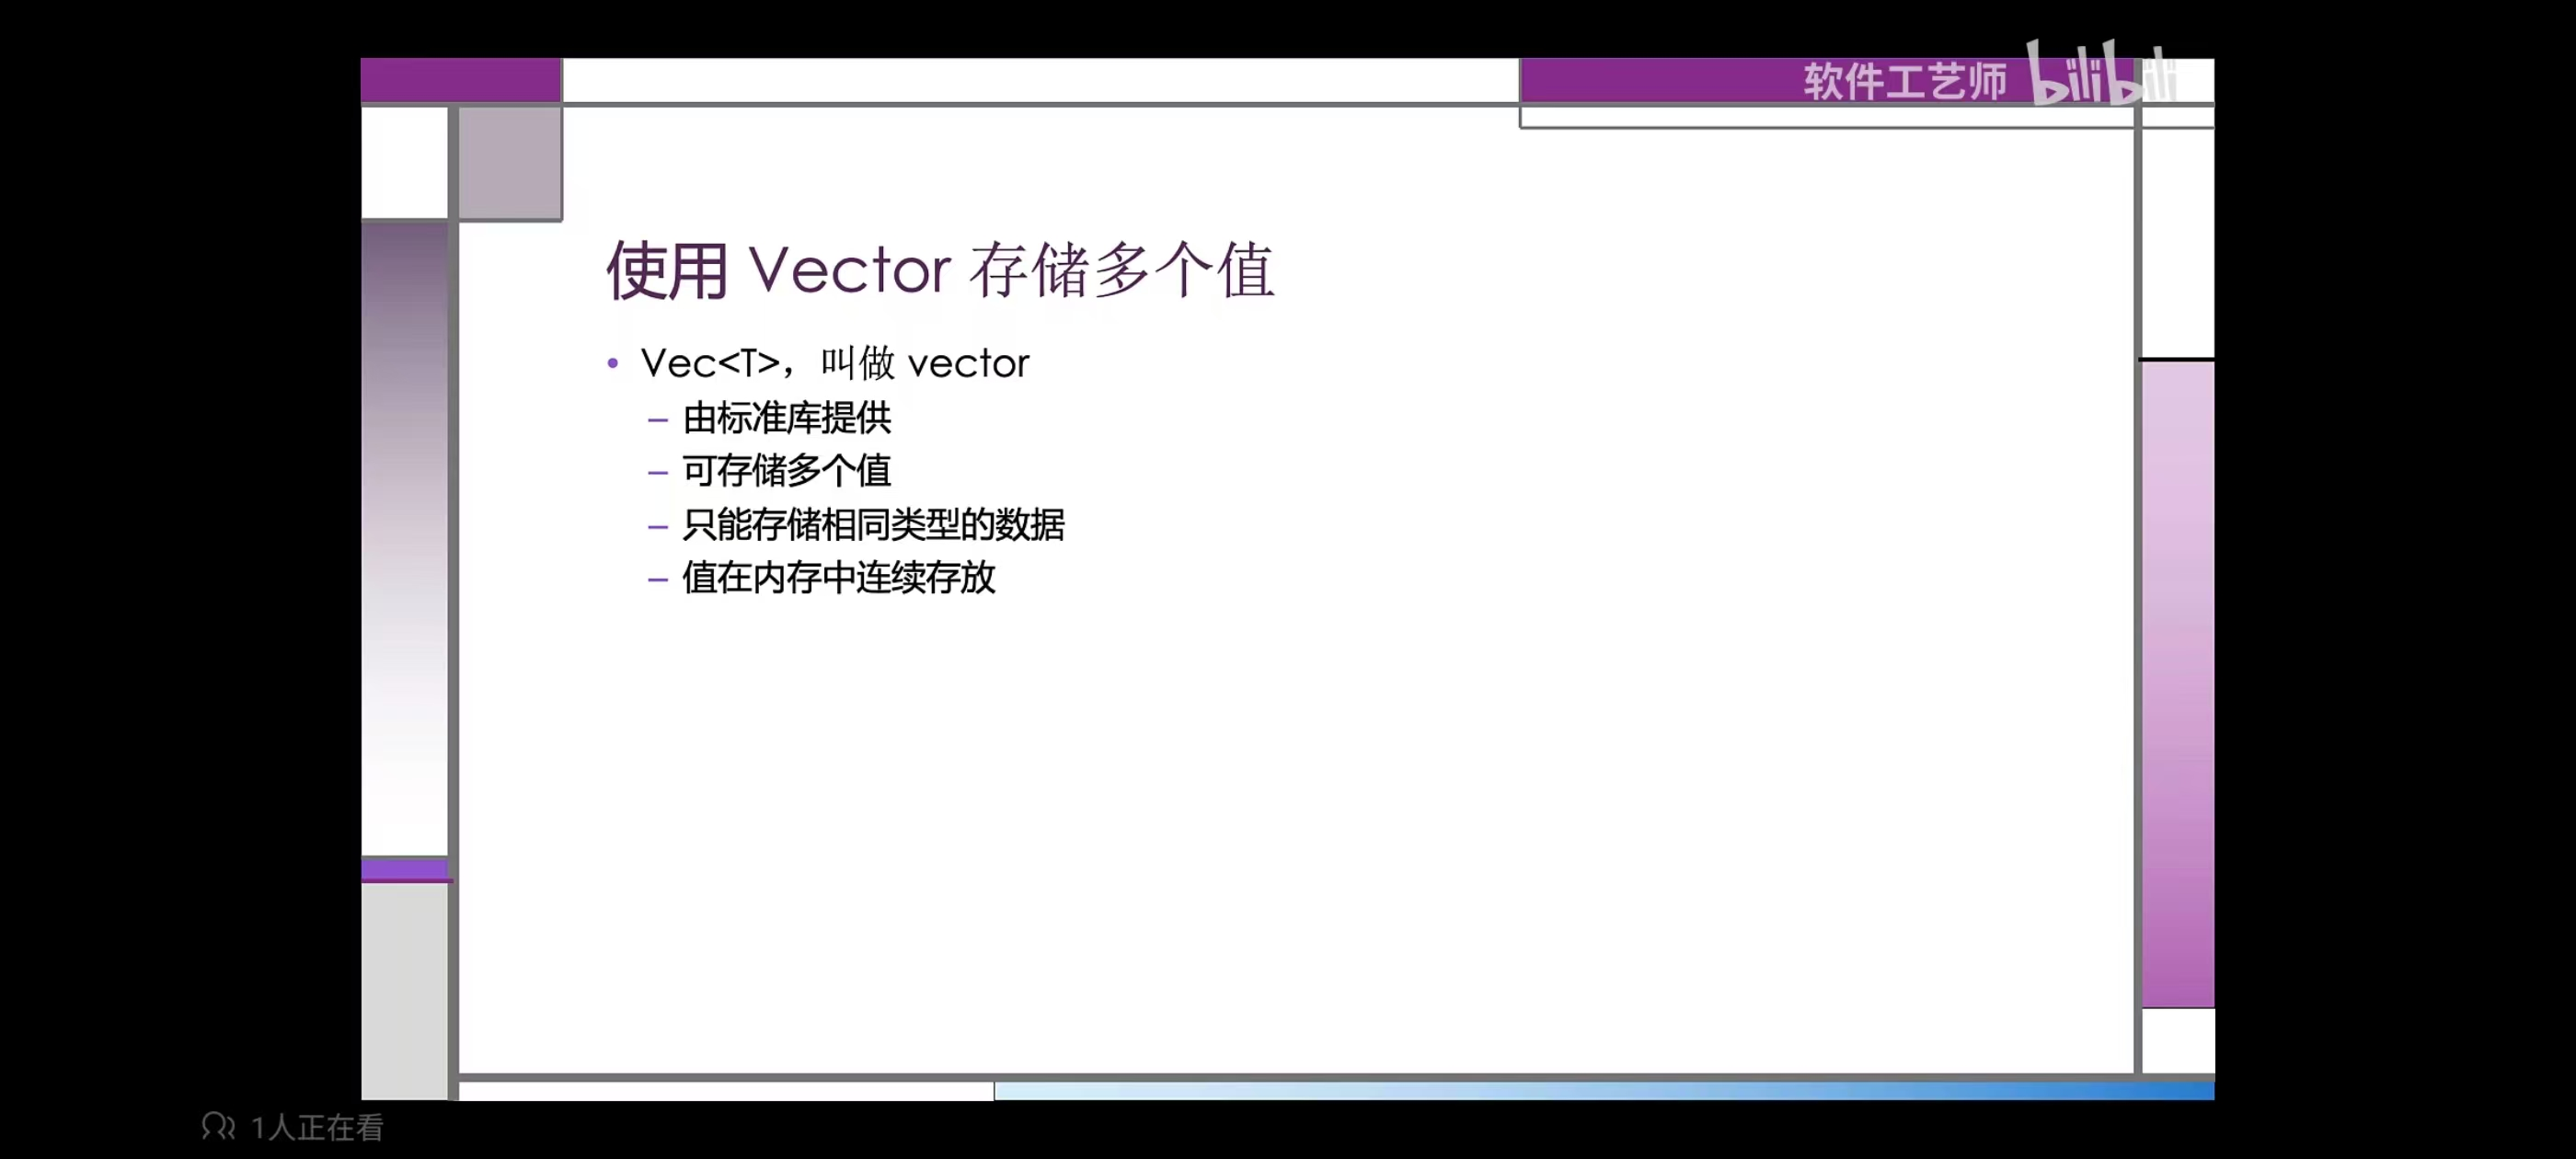 软件工艺师 bilibili
使用 Vector 存储多个值
• Vec<T>，叫做 vector
– 由标准库提供
– 可存储多个值
– 只能存储相同类型的数据
– 值在内存中连续存放
1人正在看